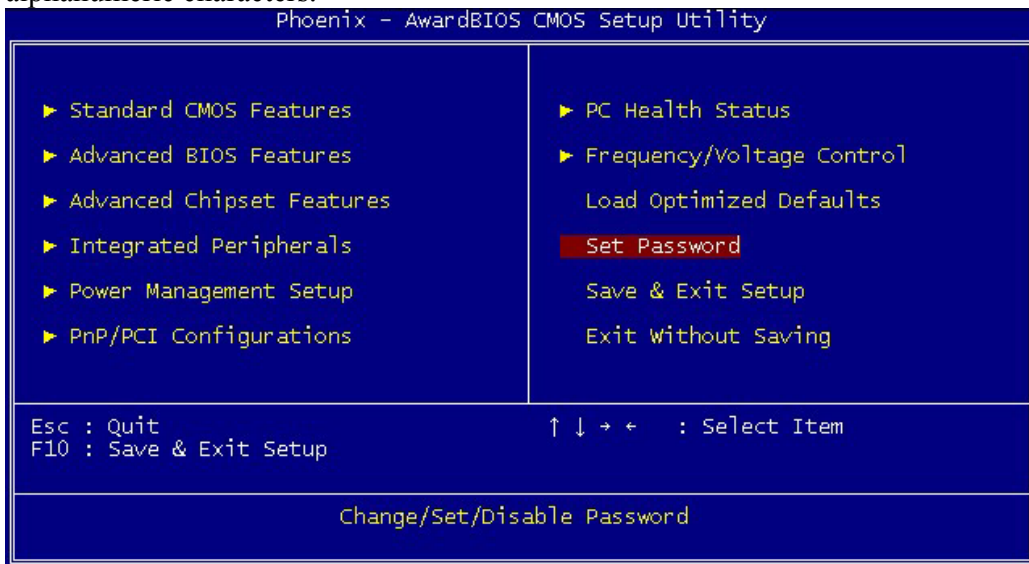 alphanumeric characters.
Phoenix – AwardBIOS CMOS Setup Utility
► Standard CMOS Features
► Advanced BIOS Features
► Advanced Chipset Features
► Integrated Peripherals
► Power Management Setup
► PnP/PCI Configurations
► PC Health Status
► Frequency/Voltage Control
Load Optimized Defaults
Set Password
Save & Exit Setup
Exit Without Saving
Esc : Quit
F10 : Save & Exit Setup
↑ ↓ → ← : Select Item
Change/Set/Disable Password